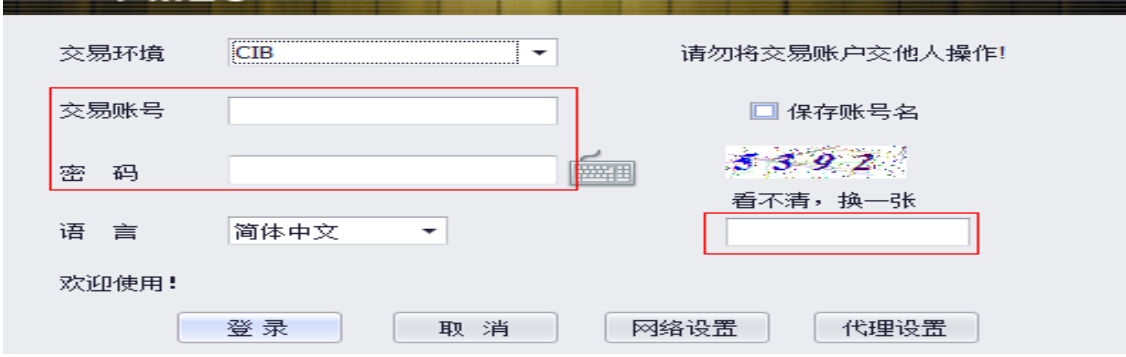 交易环境 CIB 请勿将交易账户交他人操作!
交易账号 保存账号名
密 码 5392
看不清，换一张
语 言 简体中文
欢迎使用!
登 录 取 消 网络设置 代理设置